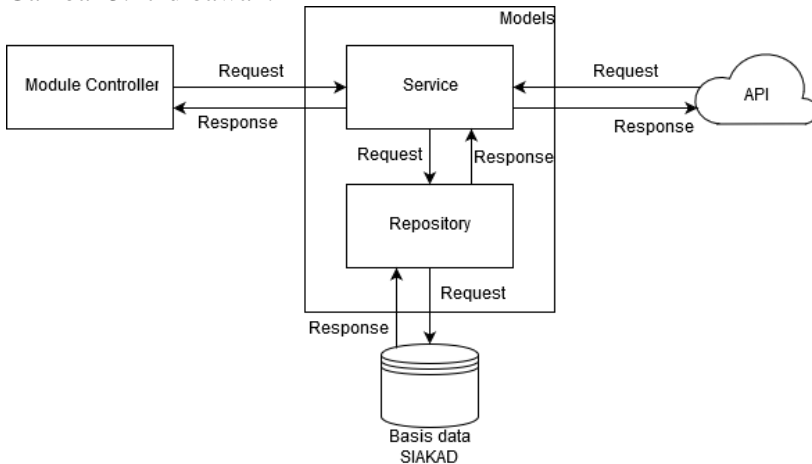 Models
Module Controller
Request
Response
Service
Request
Response
API
Request
Response
Repository
Request
Response
Basis data
SIAKAD